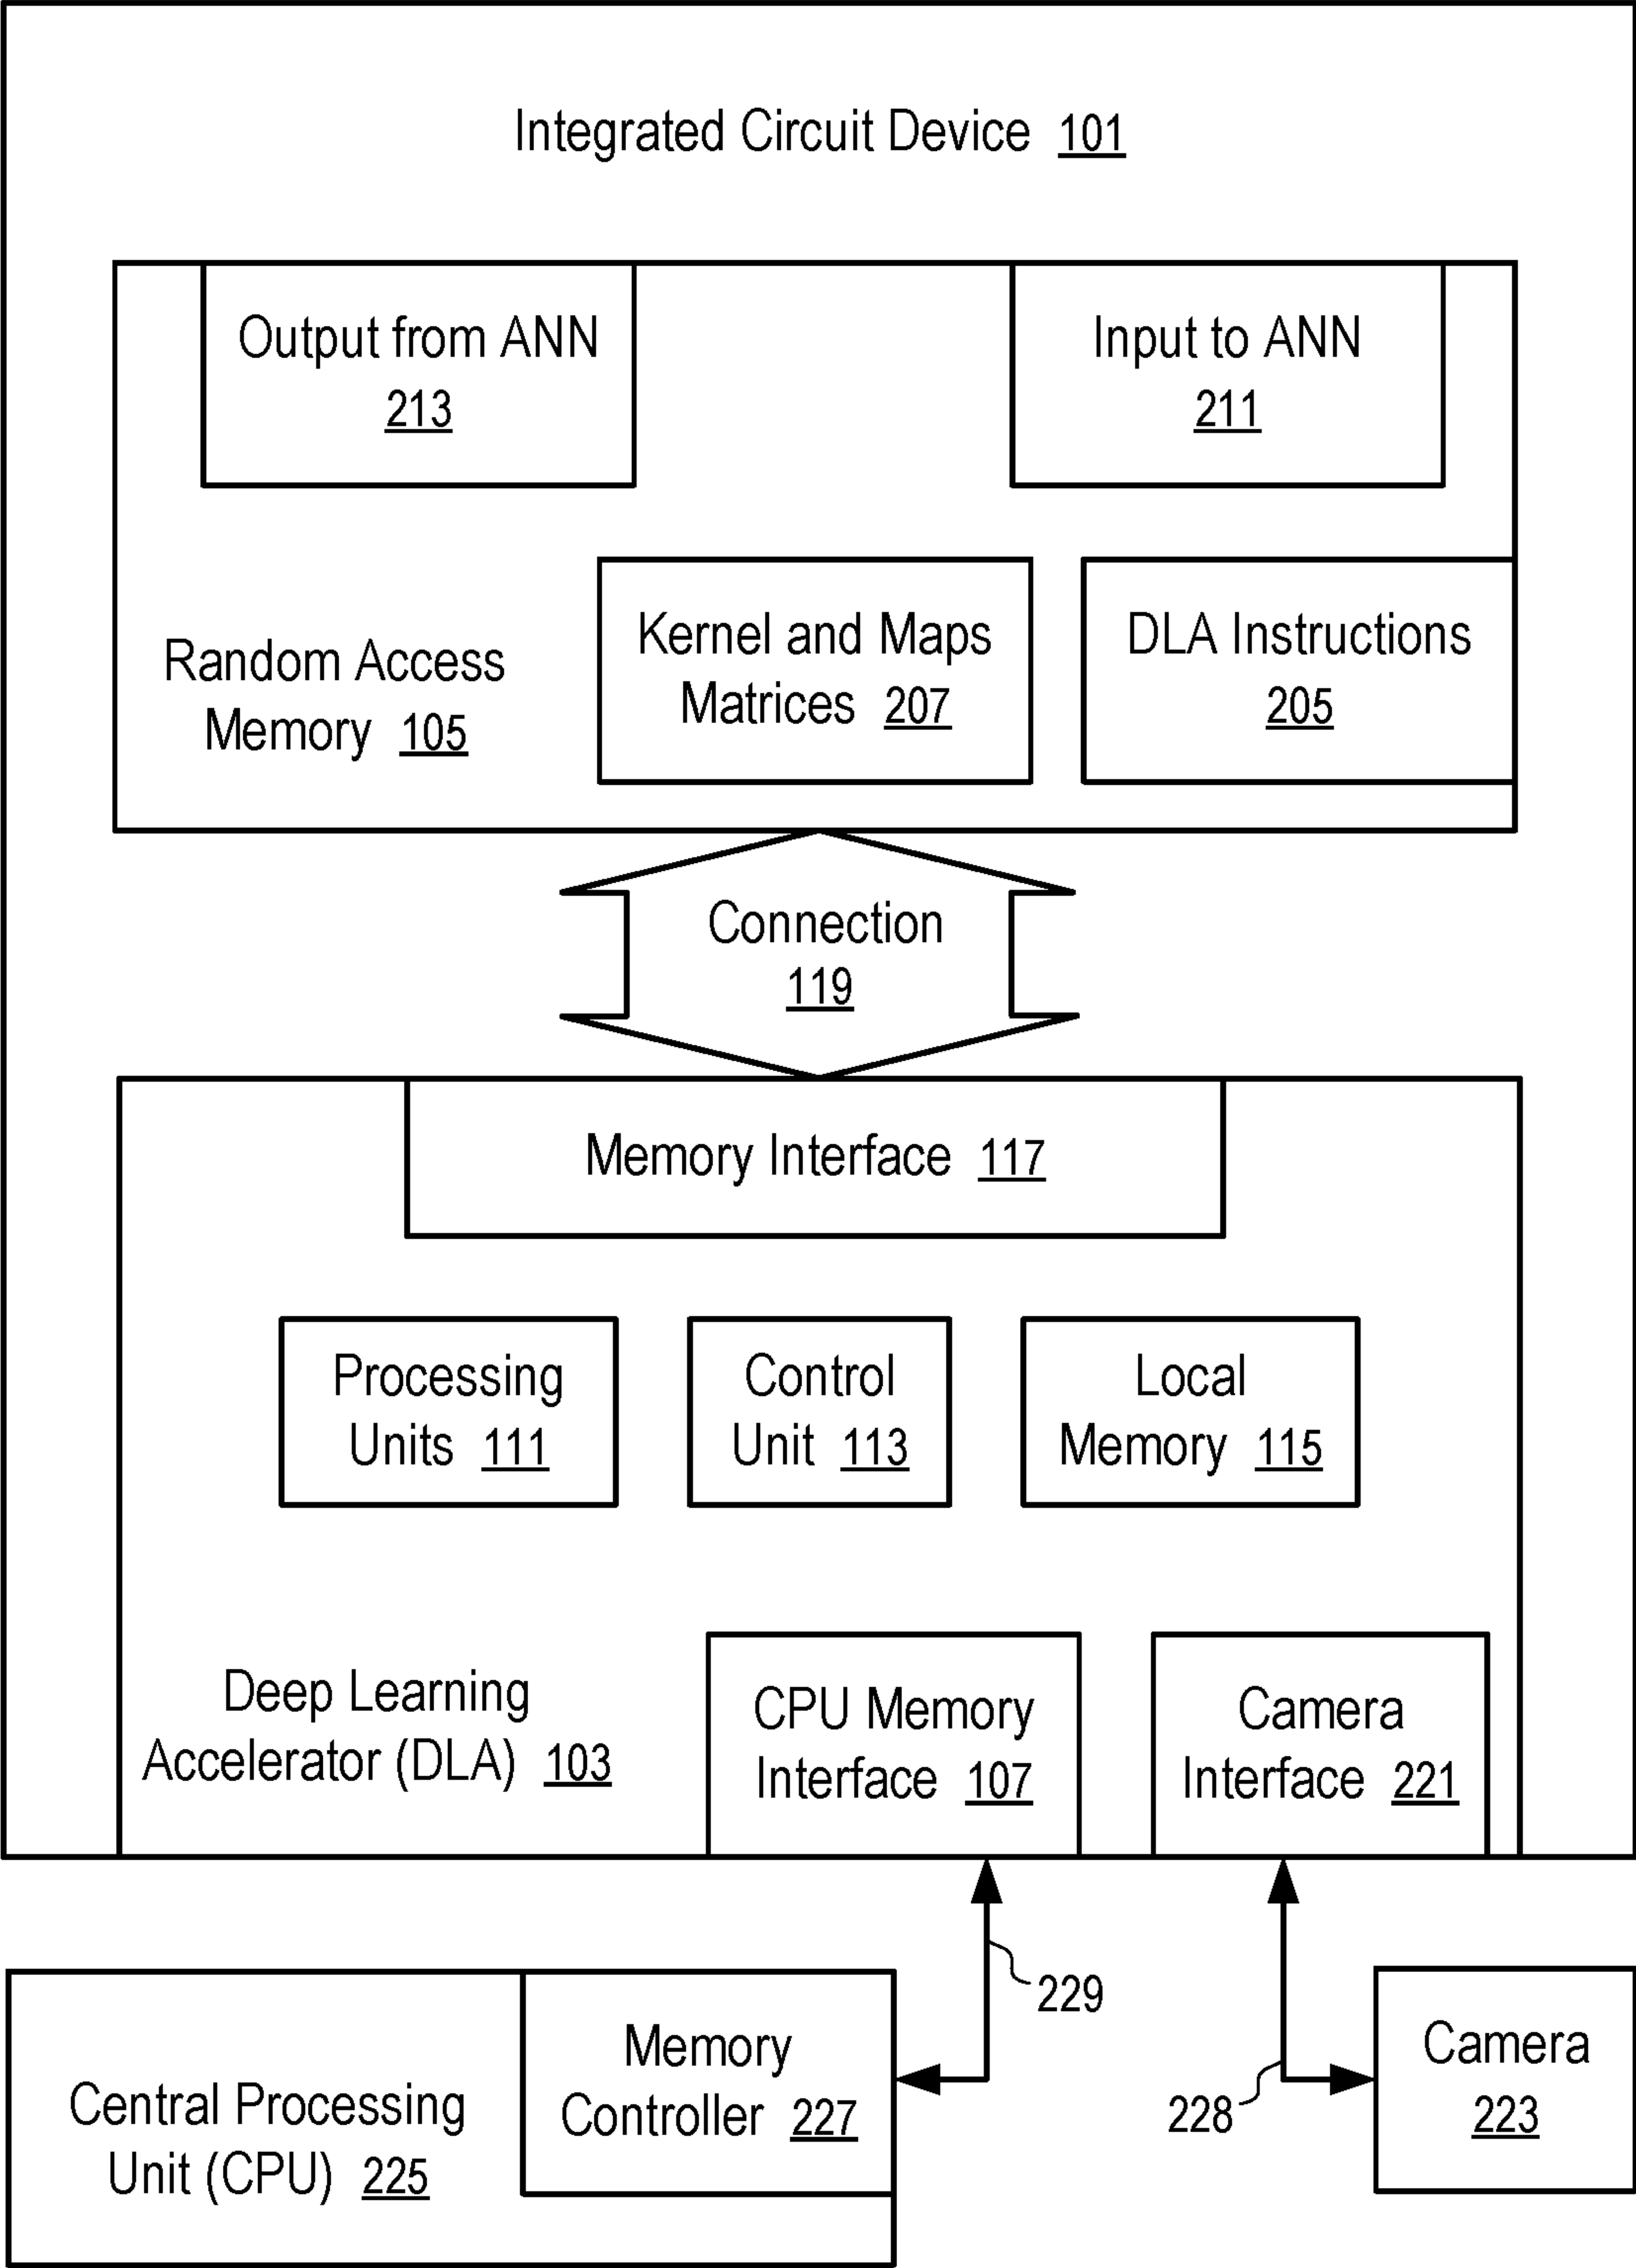 Integrated Circuit Device 101
Output from ANN
213
Input to ANN
211
Random Access
Memory 105
Kernel and Maps
Matrices 207
DLA Instructions
205
Connection
119
Memory Interface 117
Processing
Units 111
Control
Unit 113
Local
Memory 115
Deep Learning
Accelerator (DLA) 103
CPU Memory
Interface 107
Camera
Interface 221
229
228
Central Processing
Unit (CPU) 225
Memory
Controller 227
Camera
223